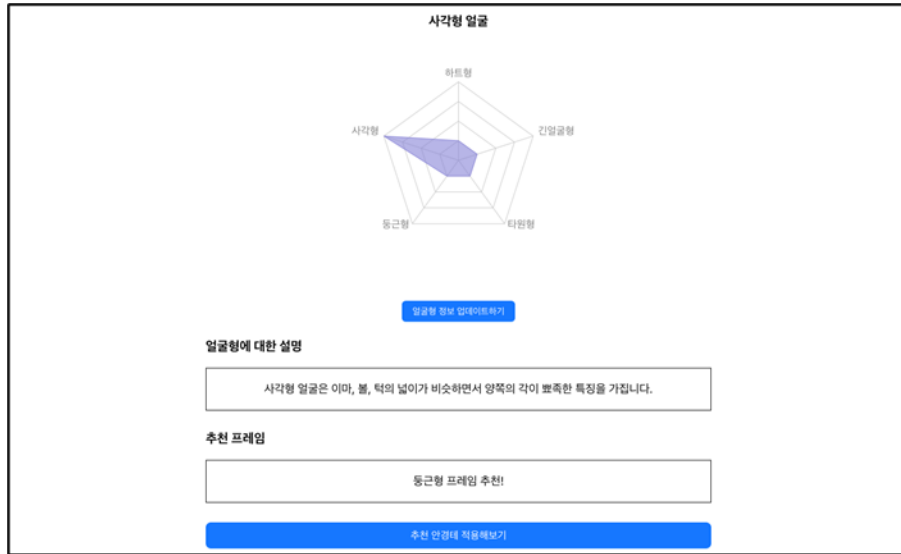 사각형 얼굴
하트형
사각형
긴얼굴형
둥근형
타원형
얼굴형 정보 업데이트하기
얼굴형에 대한 설명
사각형 얼굴은 이마, 볼, 턱의 넓이가 비슷하면서 양쪽의 각이 뾰족한 특징을 가집니다.
추천 프레임
둥근형 프레임 추천!
추천 안경테 적용해보기